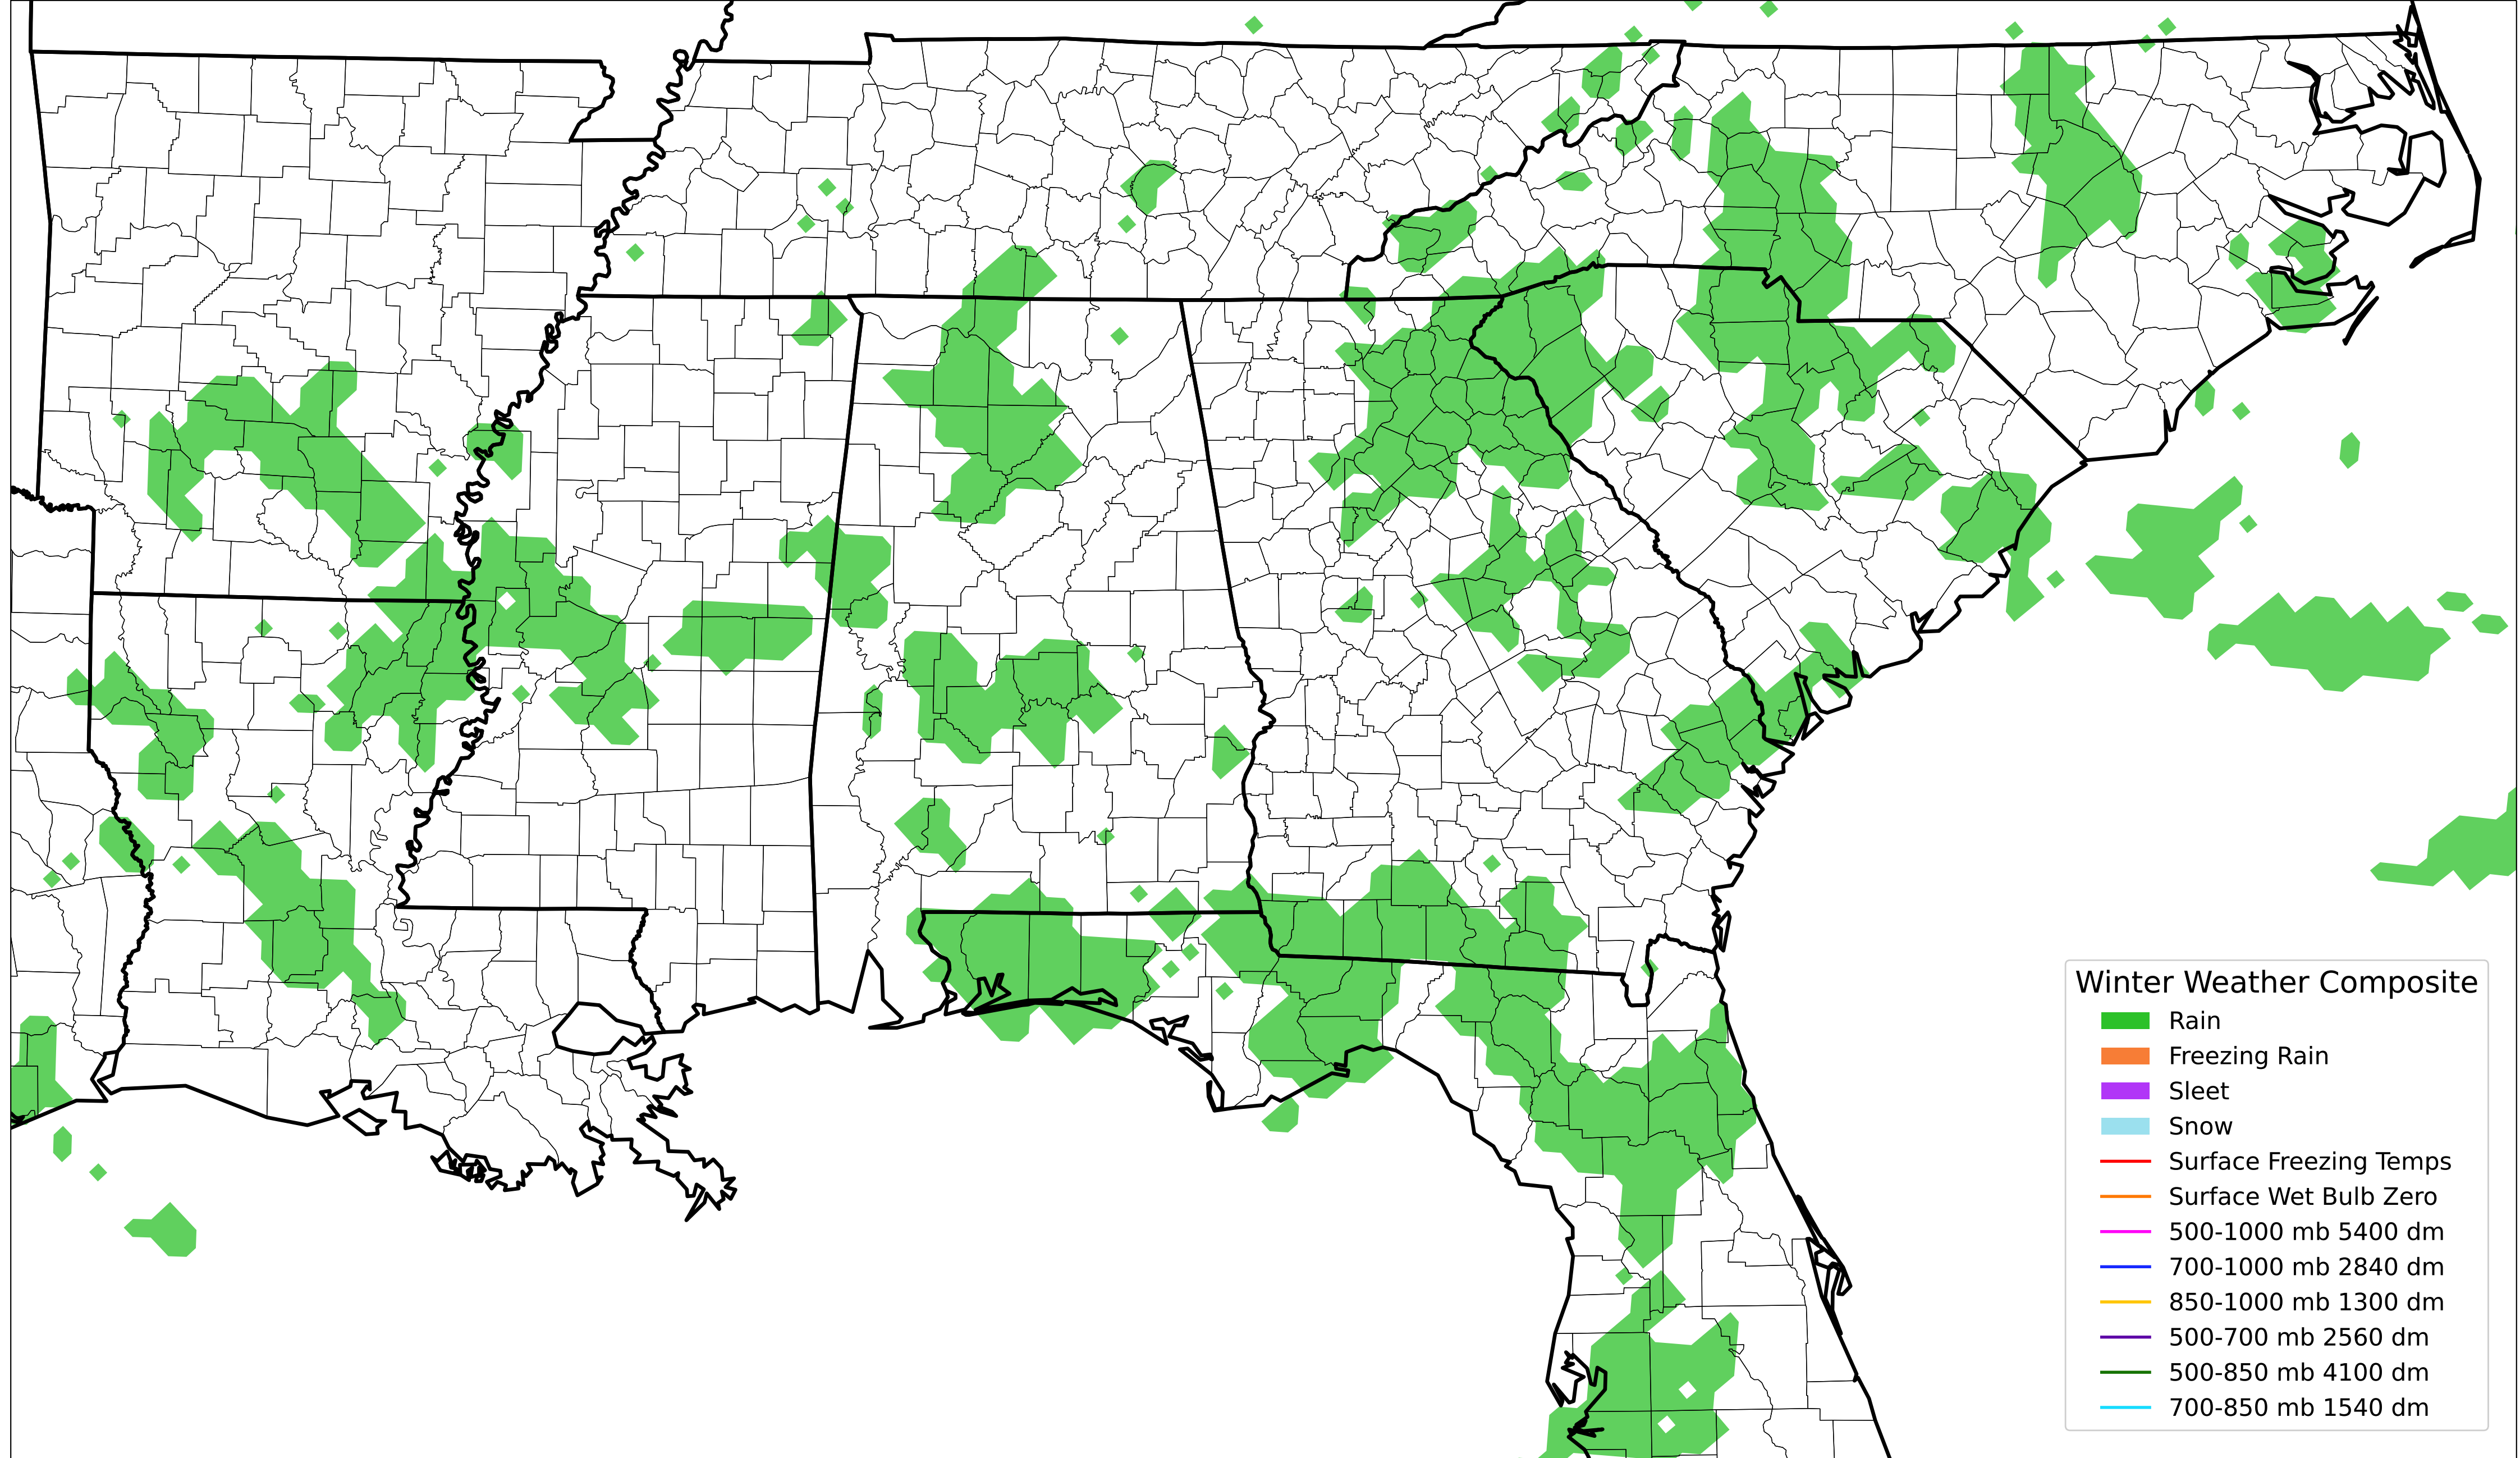 Winter Weather Composite
Rain
Freezing Rain
Sleet
Snow
Surface Freezing Temps
Surface Wet Bulb Zero
500-1000 mb 5400 dm
700-1000 mb 2840 dm
850-1000 mb 1300 dm
500-700 mb 2560 dm
500-850 mb 4100 dm
700-850 mb 1540 dm